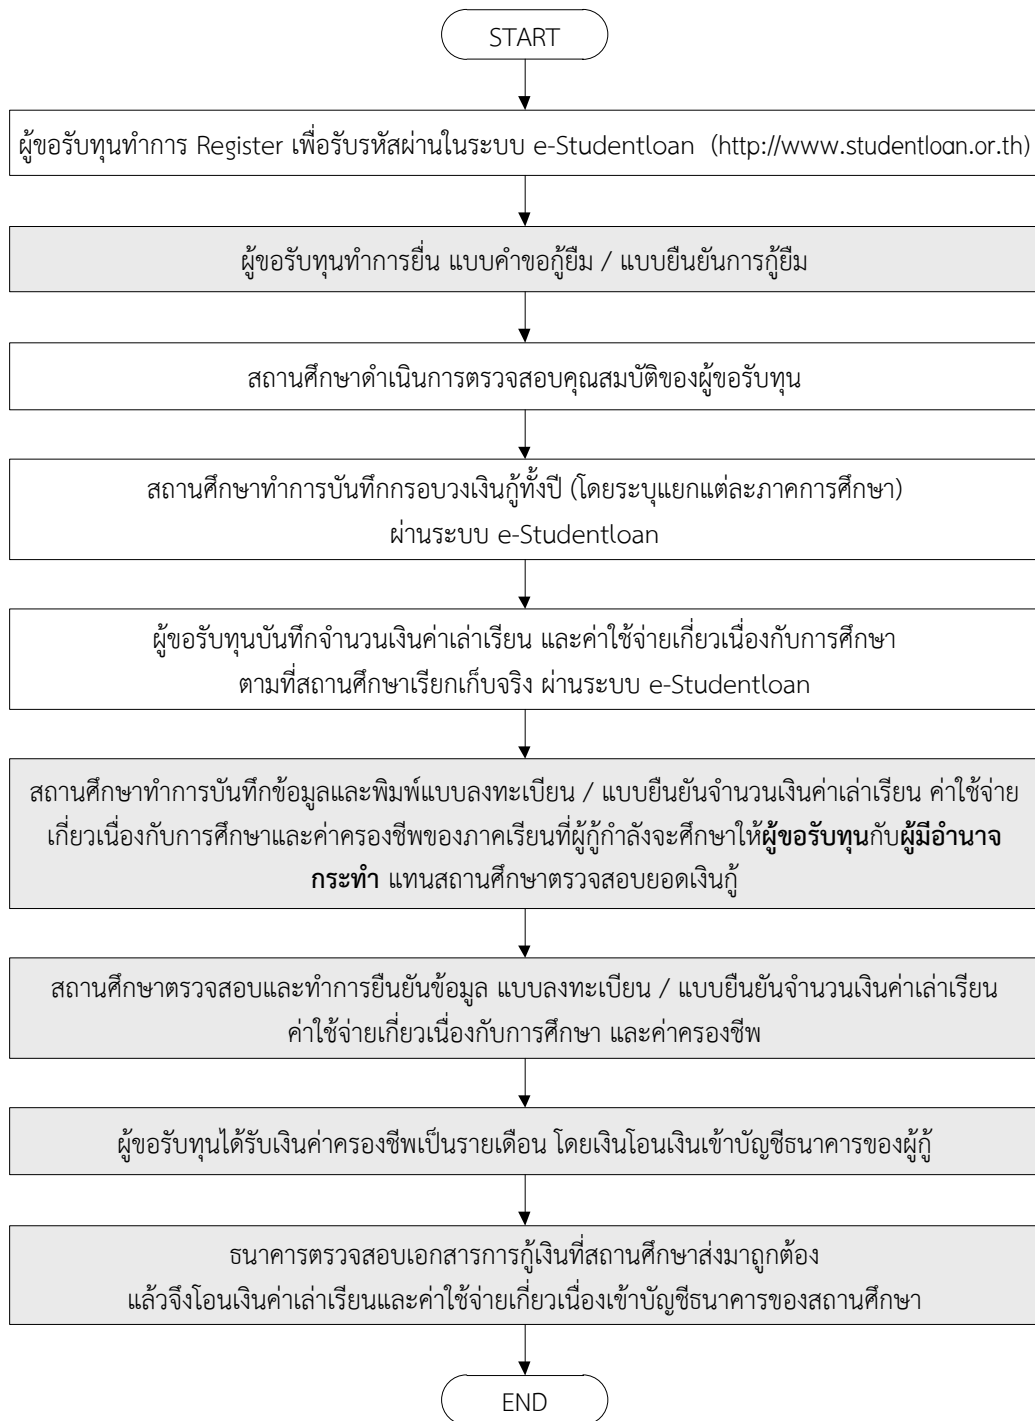 START
ผู้ขอรับทุนทำการ Register เพื่อรับรหัสผ่านในระบบ e-Studentloan (http://www.studentloan.or.th)
ผู้ขอรับทุนทำการยื่น แบบคำขอกู้ยืม / แบบยืนยันการกู้ยืม
สถานศึกษาดำเนินการตรวจสอบคุณสมบัติของผู้ขอรับทุน
สถานศึกษาทำการบันทึกกรอบวงเงินกู้ทั้งปี (โดยระบุแยกแต่ละภาคการศึกษา)
ผ่านระบบ e-Studentloan
ผู้ขอรับทุนบันทึกจำนวนเงินค่าเล่าเรียน และค่าใช้จ่ายเกี่ยวเนื่องกับการศึกษา
ตามที่สถานศึกษาเรียกเก็บจริง ผ่านระบบ e-Studentloan
สถานศึกษาทำการบันทึกข้อมูลและพิมพ์แบบลงทะเบียน / แบบยืนยันจำนวนเงินค่าเล่าเรียน ค่าใช้จ่าย
เกี่ยวเนื่องกับการศึกษาและค่าครองชีพของภาคเรียนที่ผู้กู้กำลังจะศึกษาให้ผู้ขอรับทุนกับผู้มีอำนาจ
กระทำ แทนสถานศึกษาตรวจสอบยอดเงินกู้
สถานศึกษาตรวจสอบและทำการยืนยันข้อมูล แบบลงทะเบียน / แบบยืนยันจำนวนเงินค่าเล่าเรียน
ค่าใช้จ่ายเกี่ยวเนื่องกับการศึกษา และค่าครองชีพ
ผู้ขอรับทุนได้รับเงินค่าครองชีพเป็นรายเดือน โดยเงินโอนเงินเข้าบัญชีธนาคารของผู้กู้
ธนาคารตรวจสอบเอกสารการกู้เงินที่สถานศึกษาส่งมาถูกต้อง
แล้วจึงโอนเงินค่าเล่าเรียนและค่าใช้จ่ายเกี่ยวเนื่องเข้าบัญชีธนาคารของสถานศึกษา
END